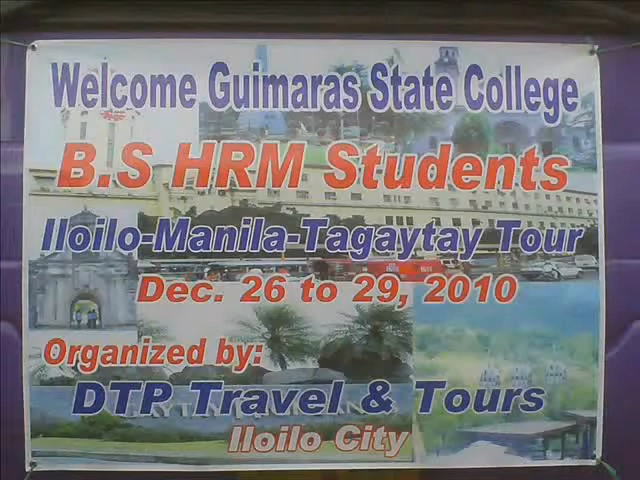 Welcome Guimaras State College
B.S HRM Students
Iloilo-Manila-Tagaytay Tour
Dec. 26 to 29, 2010
Organized by:
DTP Travel & Tours
Iloilo City